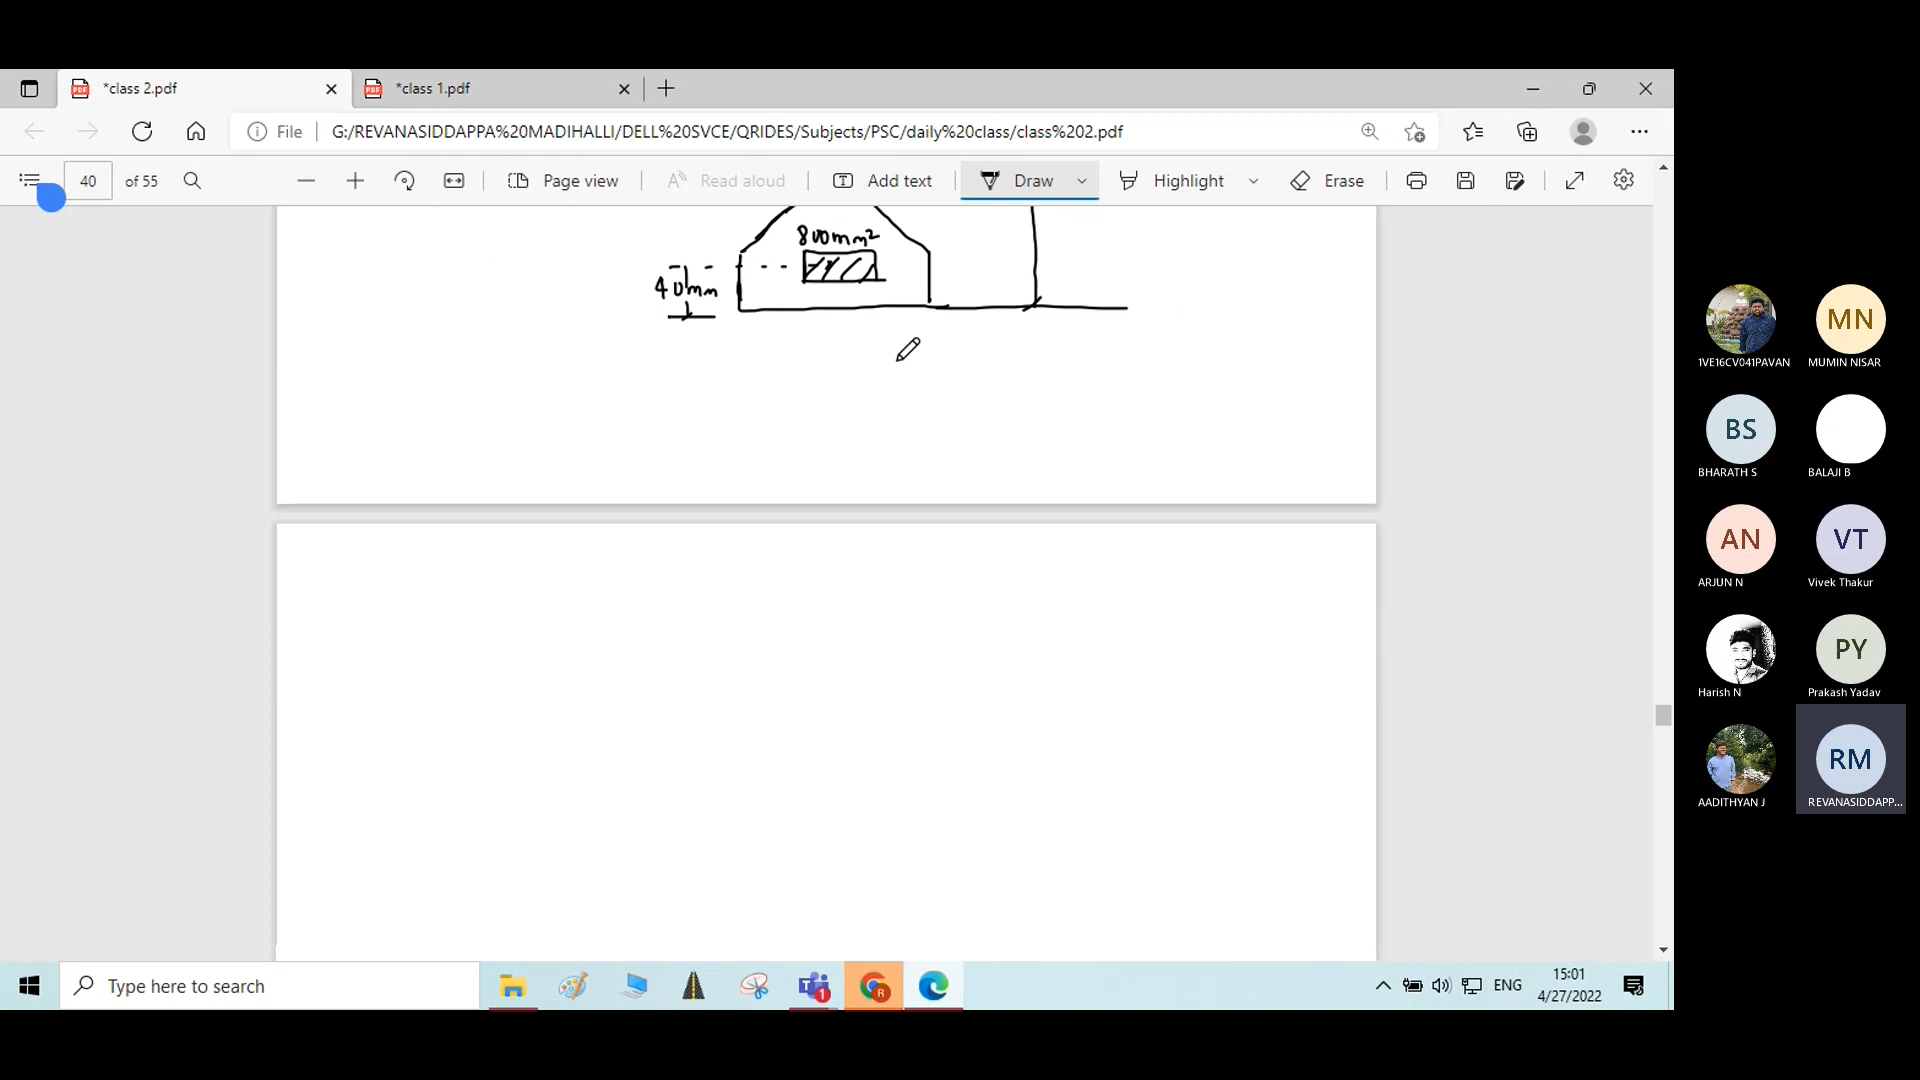 *class 2.pdf
*class 1.pdf
File G:/REVANASIDDAPPA%20MADIHALLI/DELL%20SVCE/QRIDES/Subjects/PSC/daily%20class/class%202.pdf
40 of 55 Page view Read aloud Add text Draw Highlight Erase
800mm²
40mm
1VE16CV041PAVAN
MN
MUMIN NISAR
BS
BHARATH S
BALAJI B
AN
ARJUN N
VT
Vivek Thakur
Harish N
PY
Prakash Yadav
AADITHYAN J
RM
REVANASIDDAPP...
Type here to search
1
R
ENG
15:01
4/27/2022